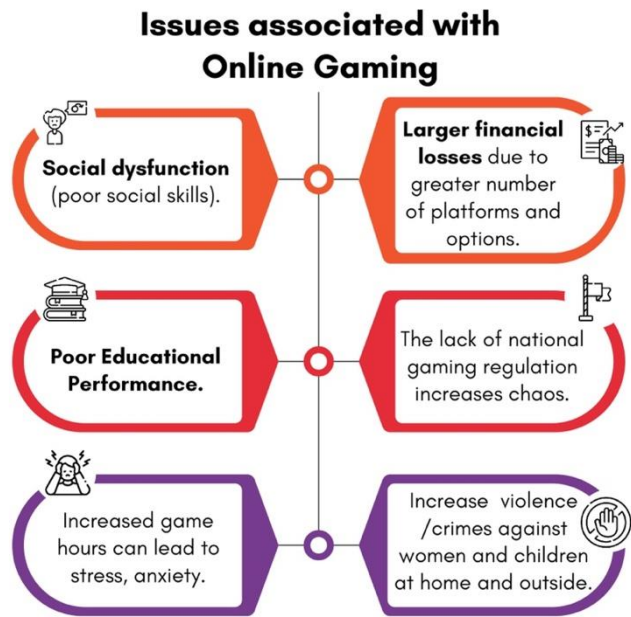 Issues associated with
Online Gaming
Social dysfunction
(poor social skills).
Larger financial
losses due to
greater number
of platforms and
options.
Poor Educational
Performance.
The lack of national
gaming regulation
increases chaos.
Increased game
hours can lead to
stress, anxiety.
Increase violence
/crimes against
women and children
at home and outside.